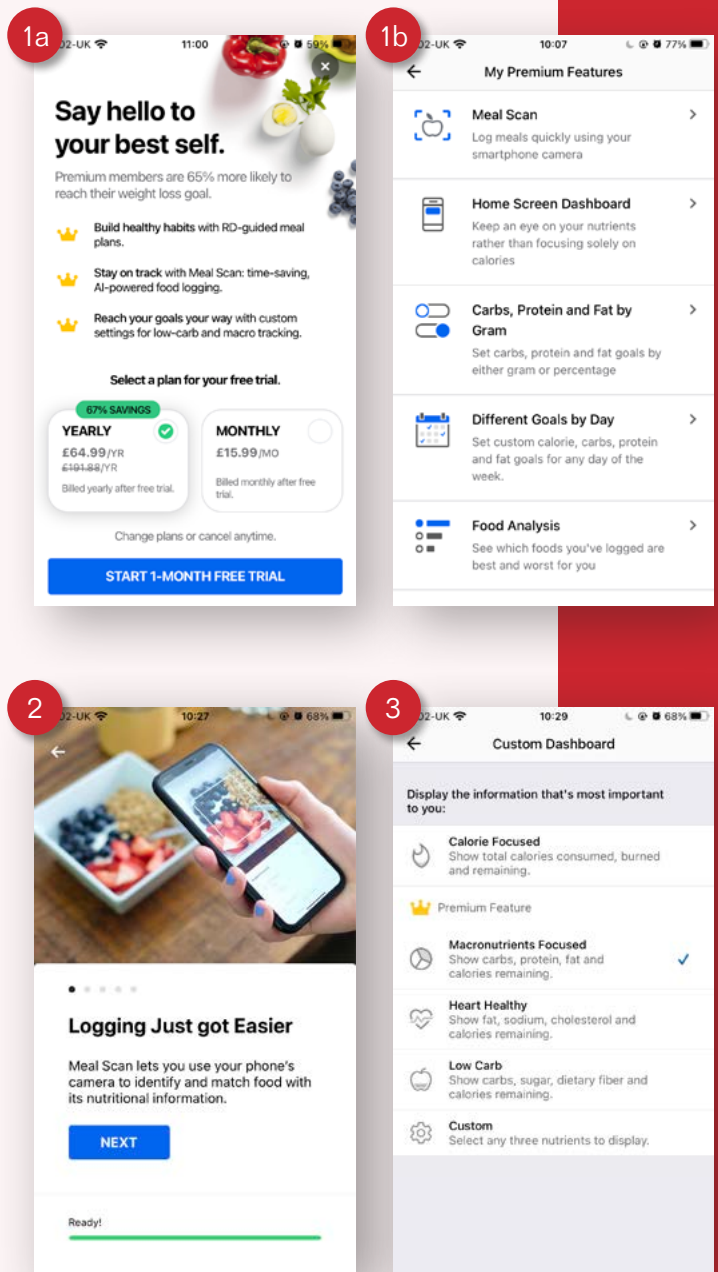 1a
O2-UK
11:00
59%
Say hello to
your best self.
Premium members are 65% more likely to
reach their weight loss goal.
Build healthy habits with RD-guided meal
plans.
Stay on track with Meal Scan: time-saving,
AI-powered food logging.
Reach your goals your way with custom
settings for low-carb and macro tracking.
Select a plan for your free trial.
67% SAVINGS
YEARLY
£64.99/YR
£191.88/YR
Billed yearly after free trial.
MONTHLY
£15.99/MO
Billed monthly after free
trial.
Change plans or cancel anytime.
START 1-MONTH FREE TRIAL
1b
O2-UK
10:07
77%
My Premium Features
Meal Scan
Log meals quickly using your
smartphone camera
Home Screen Dashboard
Keep an eye on your nutrients
rather than focusing solely on
calories
Carbs, Protein and Fat by
Gram
Set carbs, protein and fat goals by
either gram or percentage
Different Goals by Day
Set custom calorie, carbs, protein
and fat goals for any day of the
week.
Food Analysis
See which foods you've logged are
best and worst for you
2
O2-UK
10:27
68%
Logging Just got Easier
Meal Scan lets you use your phone's
camera to identify and match food with
its nutritional information.
NEXT
Ready!
3
O2-UK
10:29
68%
Custom Dashboard
Display the information that's most important
to you:
Calorie Focused
Show total calories consumed, burned
and remaining.
Premium Feature
Macronutrients Focused
Show carbs, protein, fat and
calories remaining.
Heart Healthy
Show fat, sodium, cholesterol and
calories remaining.
Low Carb
Show carbs, sugar, dietary fiber and
calories remaining.
Custom
Select any three nutrients to display.